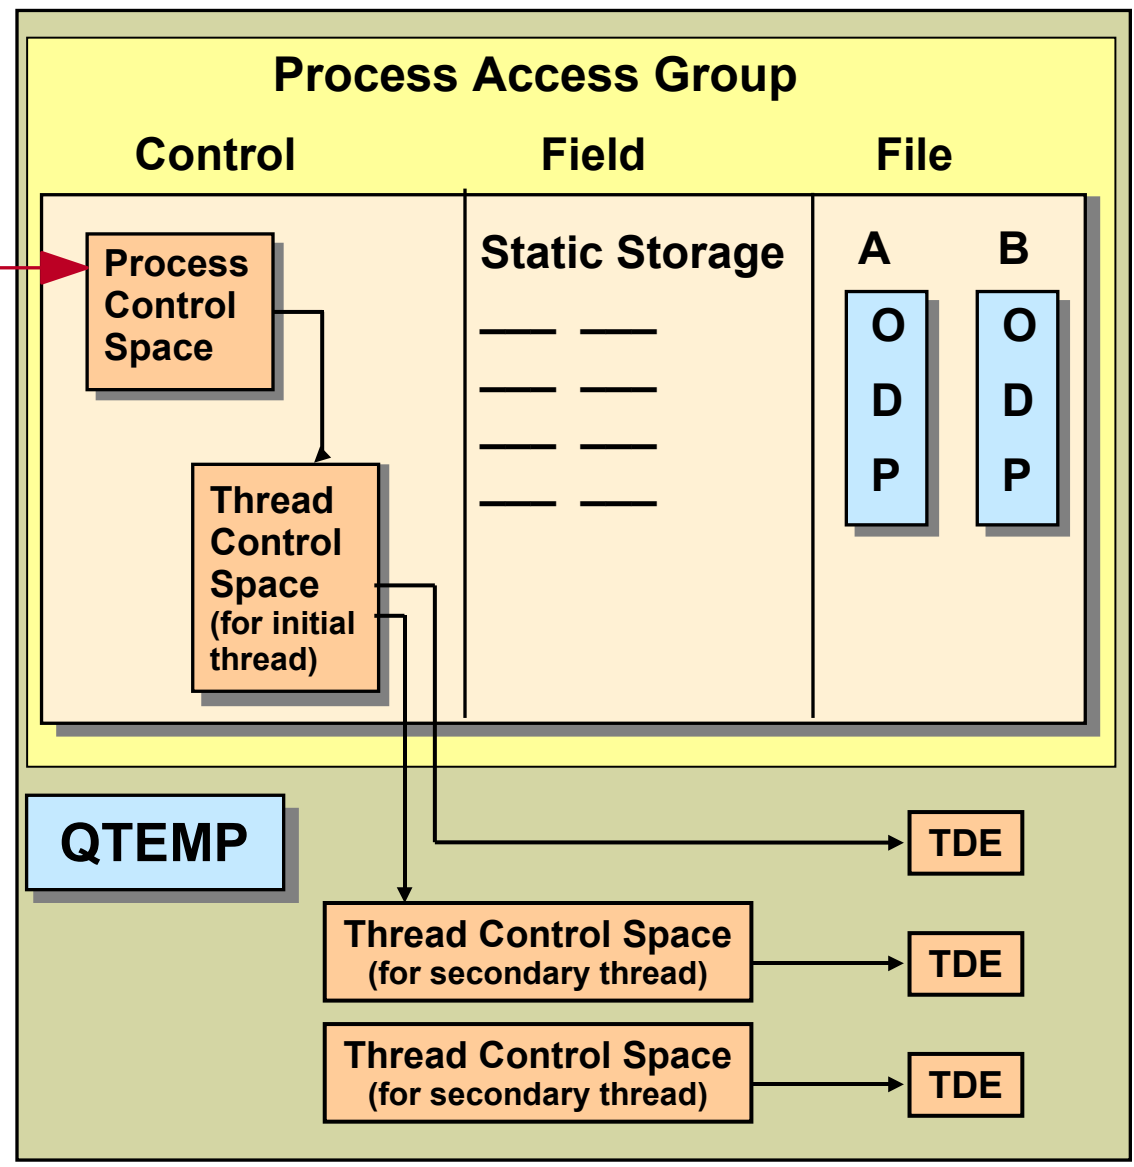 Process Access Group
Control
Field
File
Process
Control
Space
Static Storage
A
B
O
D
P
O
D
P
Thread
Control
Space
(for initial
thread)
QTEMP
TDE
Thread Control Space
(for secondary thread)
TDE
Thread Control Space
(for secondary thread)
TDE